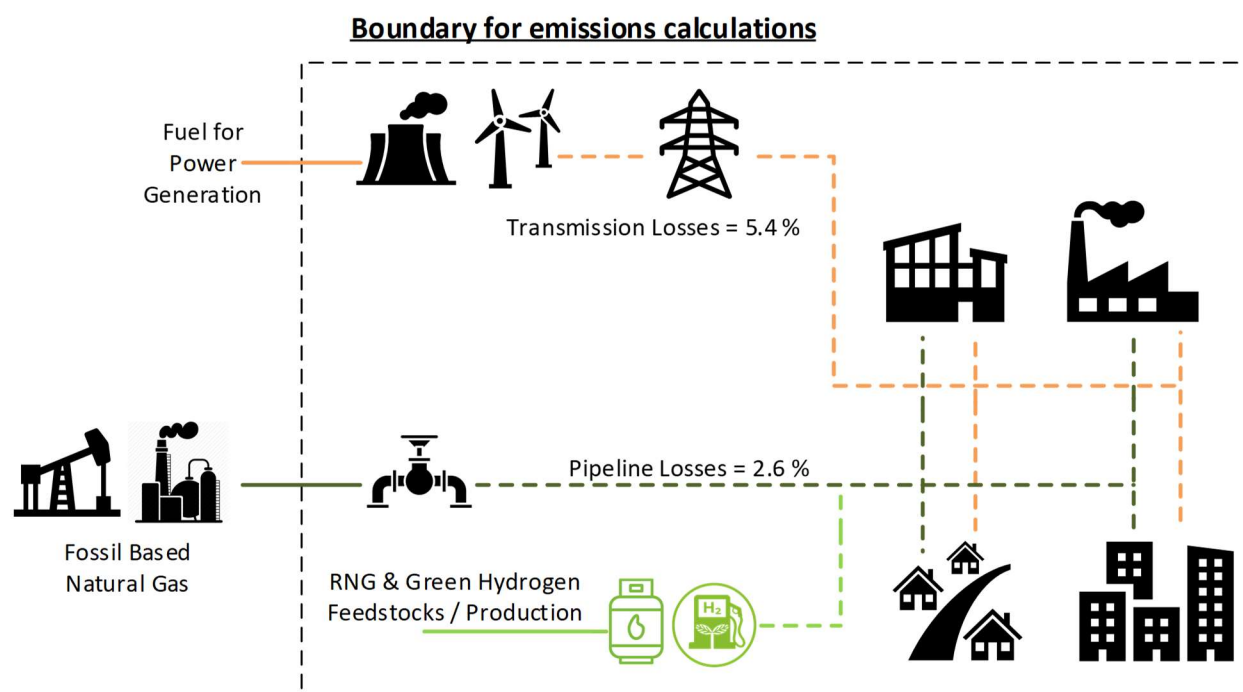 Boundary for emissions calculations
Fuel for
Power
Generation
Transmission Losses = 5.4 %
Pipeline Losses = 2.6 %
Fossil Based
Natural Gas
RNG & Green Hydrogen
Feedstocks / Production
H₂